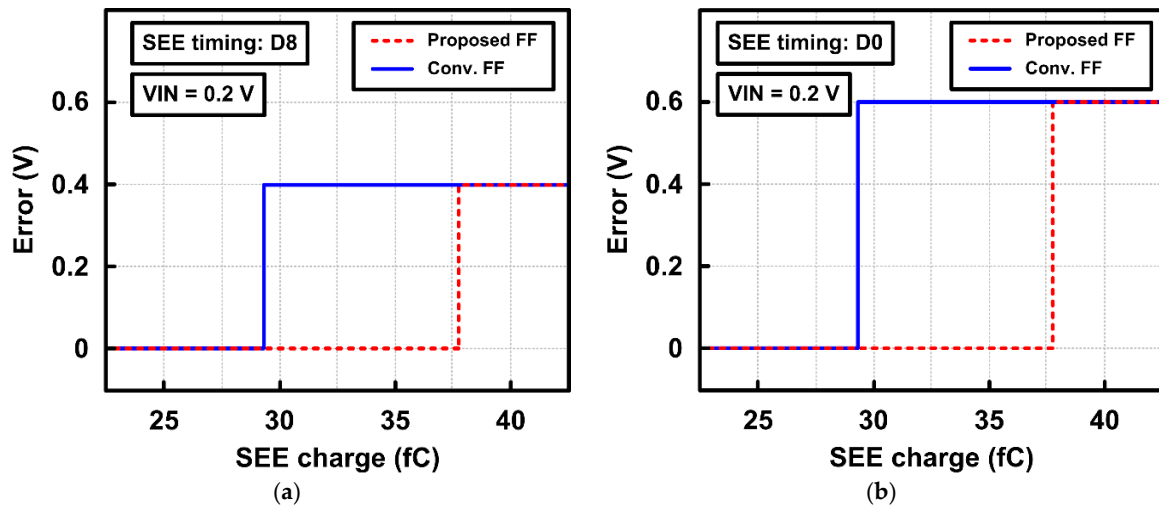 SEE timing: D8
VIN = 0.2 V
Proposed FF
Conv. FF
0.6
0.4
0.2
0
Error (V)
25 30 35 40
SEE charge (fC)
(a)
SEE timing: D0
VIN = 0.2 V
Proposed FF
Conv. FF
0.6
0.4
0.2
0
Error (V)
25 30 35 40
SEE charge (fC)
(b)